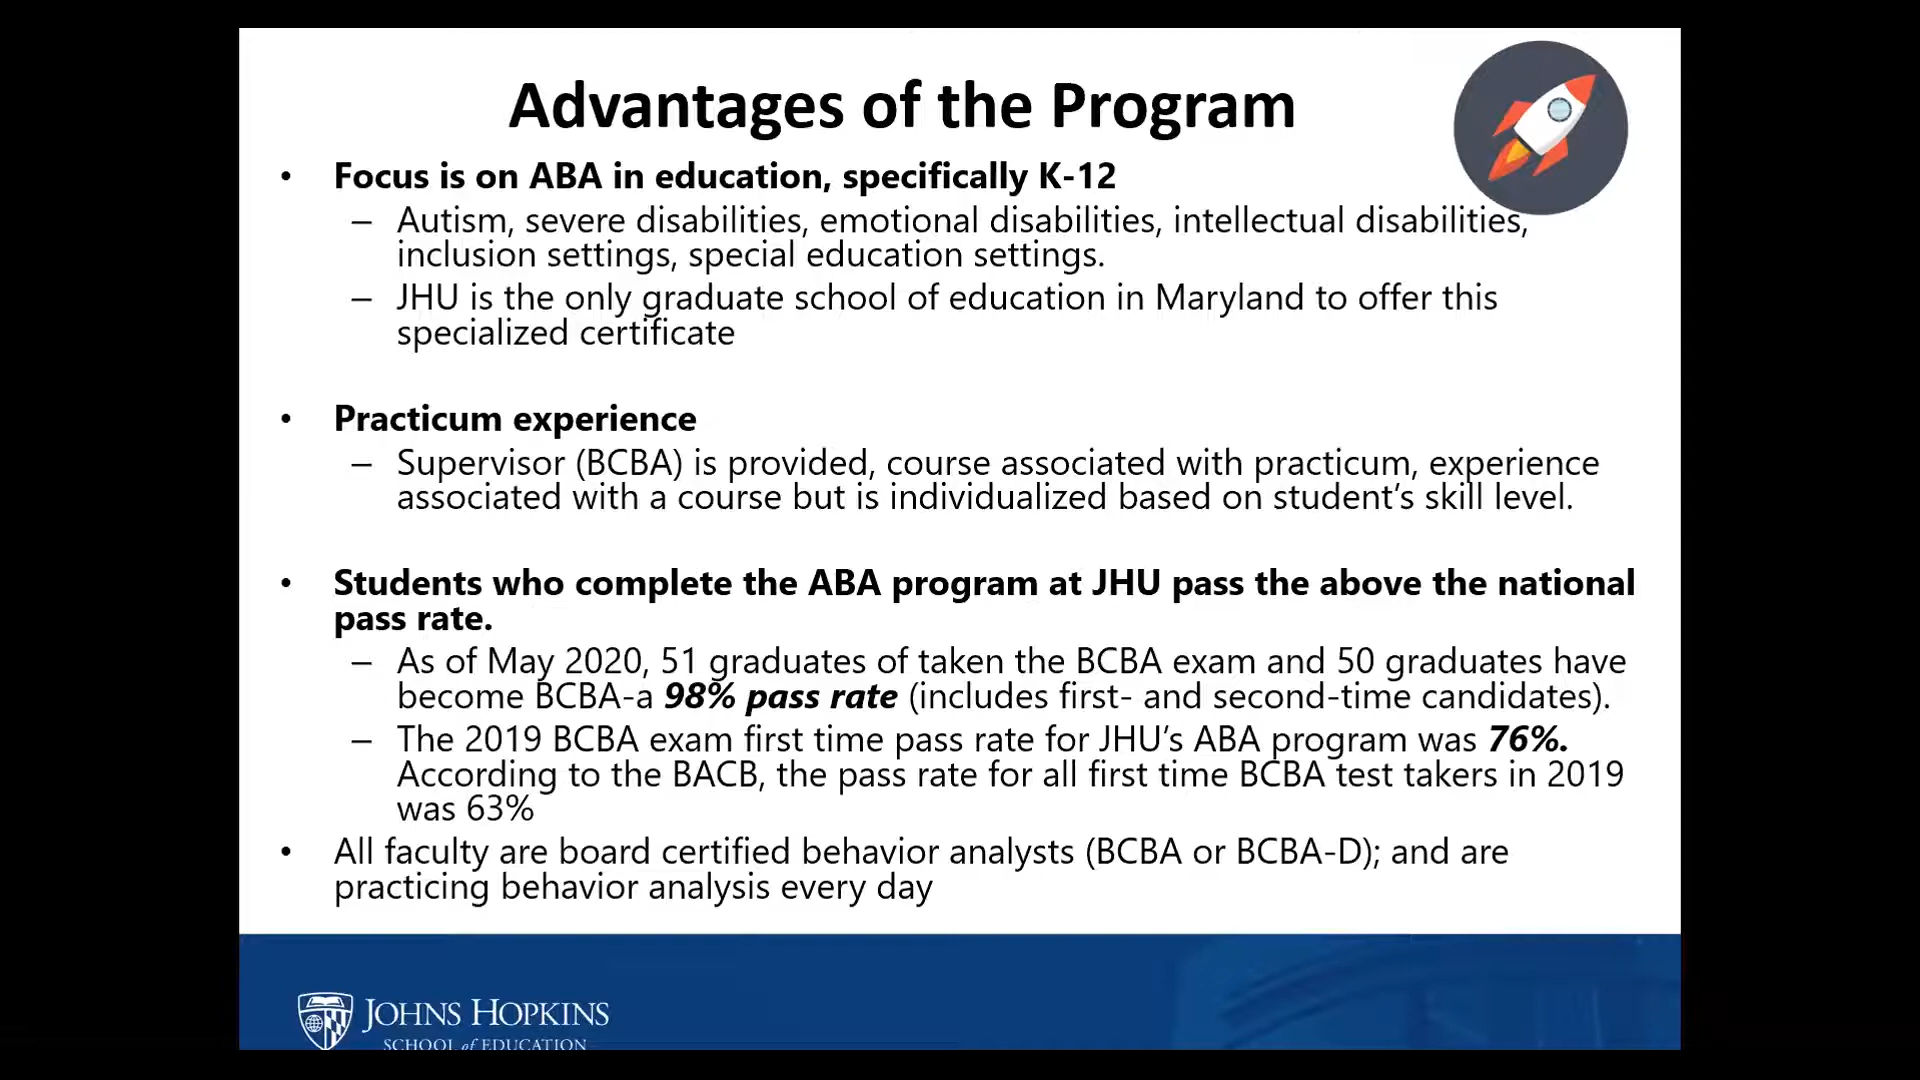 Advantages of the Program
• Focus is on ABA in education, specifically K-12
– Autism, severe disabilities, emotional disabilities, intellectual disabilities,
inclusion settings, special education settings.
– JHU is the only graduate school of education in Maryland to offer this
specialized certificate
• Practicum experience
– Supervisor (BCBA) is provided, course associated with practicum, experience
associated with a course but is individualized based on student’s skill level.
• Students who complete the ABA program at JHU pass the above the national
pass rate.
– As of May 2020, 51 graduates of taken the BCBA exam and 50 graduates have
become BCBA-a 98% pass rate (includes first- and second-time candidates).
– The 2019 BCBA exam first time pass rate for JHU’s ABA program was 76%.
According to the BACB, the pass rate for all first time BCBA test takers in 2019
was 63%
• All faculty are board certified behavior analysts (BCBA or BCBA-D); and are
practicing behavior analysis every day
JOHNS HOPKINS
SCHOOL of EDUCATION